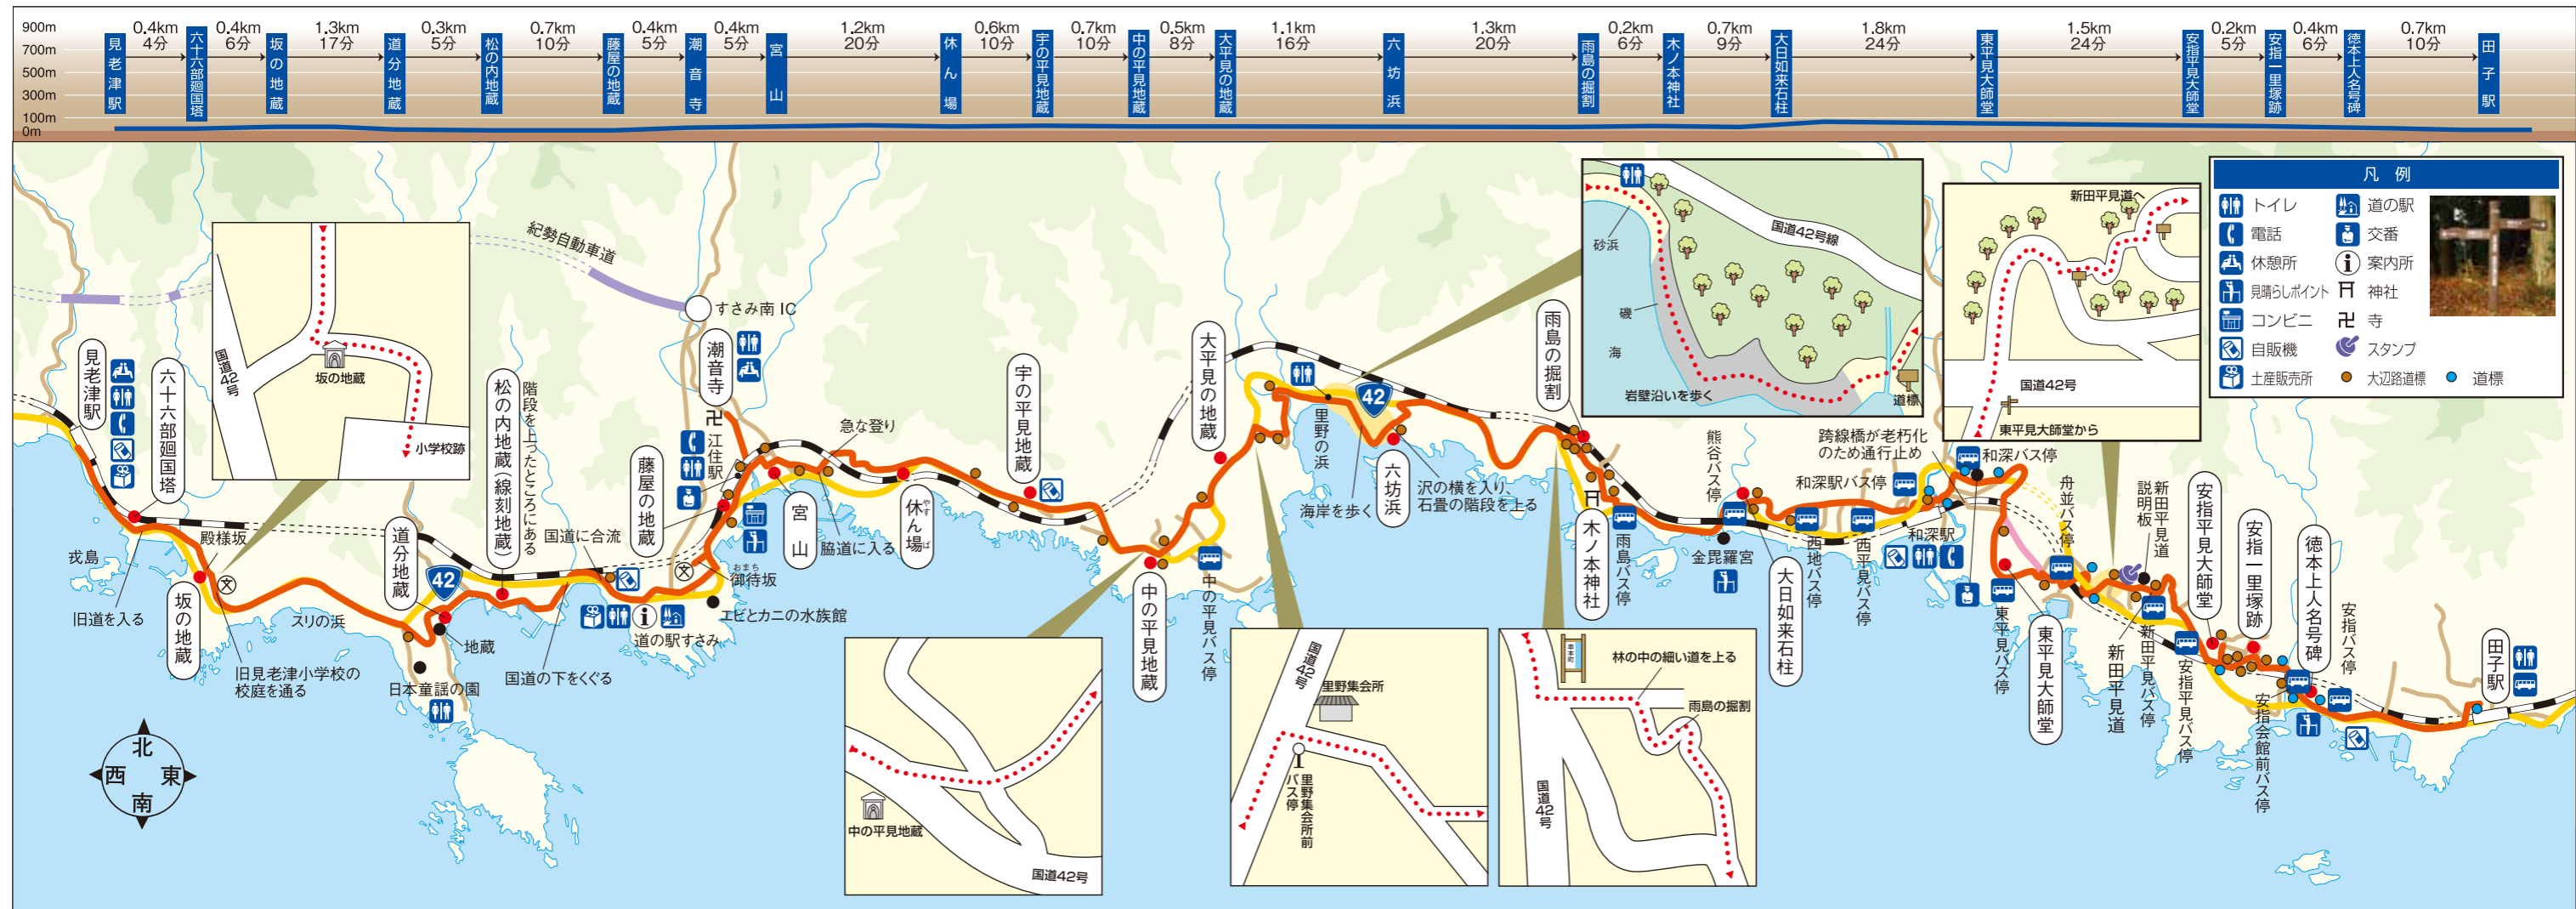 900m
700m
500m
300m
100m
0m
0.4km 0.4km 1.3km 0.3km 0.7km 0.4km 0.4km 1.2km 0.6km 0.7km 0.5km 1.1km 1.3km 0.2km 0.7km 1.8km 1.5km 0.2km 0.4km 0.7km
4分 6分 17分 5分 10分 5分 5分 20分 10分 10分 8分 16分 20分 6分 9分 24分 24分 5分 6分 10分
見老津駅
六十六部廻国塔
坂の地蔵
道分地蔵
松の内地蔵
藤屋の地蔵
潮音寺
宮山
休ん場
宇の平見地蔵
中の平見地蔵
大平見の地蔵
六坊浜
雨島の掘割
木ノ本神社
大日如来石柱
東平見大師堂
安指平見大師堂
安指一里塚跡
徳本上人名号碑
田子駅
凡例
トイレ
道の駅
電話
交番
休憩所
案内所
見晴らしポイント
神社
コンビニ
寺
自販機
スタンプ
土産販売所
大辺路道標
道標
国道42号
坂の地蔵
小学校跡
紀勢自動車道
すさみ南 IC
見老津駅
六十六部廻国塔
戎島
旧道を入る
殿様坂
坂の地蔵
旧見老津小学校の
校庭を通る
スリの浜
道分地蔵
42
地蔵
日本童謡の園
松の内地蔵(線刻地蔵)
階段を上ったところにある
国道の下をくぐる
国道に合流
藤屋の地蔵
道の駅すさみ
潮音寺
江住駅
おまち
御待坂
エビとカニの水族館
宮山
脇道に入る
急な登り
休ん場
やす
ば
宇の平見地蔵
中の平見地蔵
中の平見バス停
大平見の地蔵
里野の浜
42
海岸を歩く
六坊浜
沢の横を入り、
石畳の階段を上る
雨島の掘割
木ノ本神社
雨島バス停
熊谷バス停
金毘羅宮
大日如来石柱
西地バス停
和深駅バス停
西平見バス停
跨線橋が老朽化
のため通行止め
和深バス停
和深駅
東平見バス停
東平見大師堂
舟並バス停
新田平見道
新田平見道
説明板
新田平見バス停
安指平見バス停
安指平見大師堂
安指一里塚跡
安指会館前バス停
徳本上人名号碑
安指バス停
田子駅
砂浜
磯
海
国道42号線
岩壁沿いを歩く
道標
新田平見道へ
国道42号
東平見大師堂から
中の平見地蔵
国道42号
国道42号
里野集会所
里野集会所前
バス停
串本町
林の中の細い道を上る
雨島の掘割
国道42号
北
西
東
南